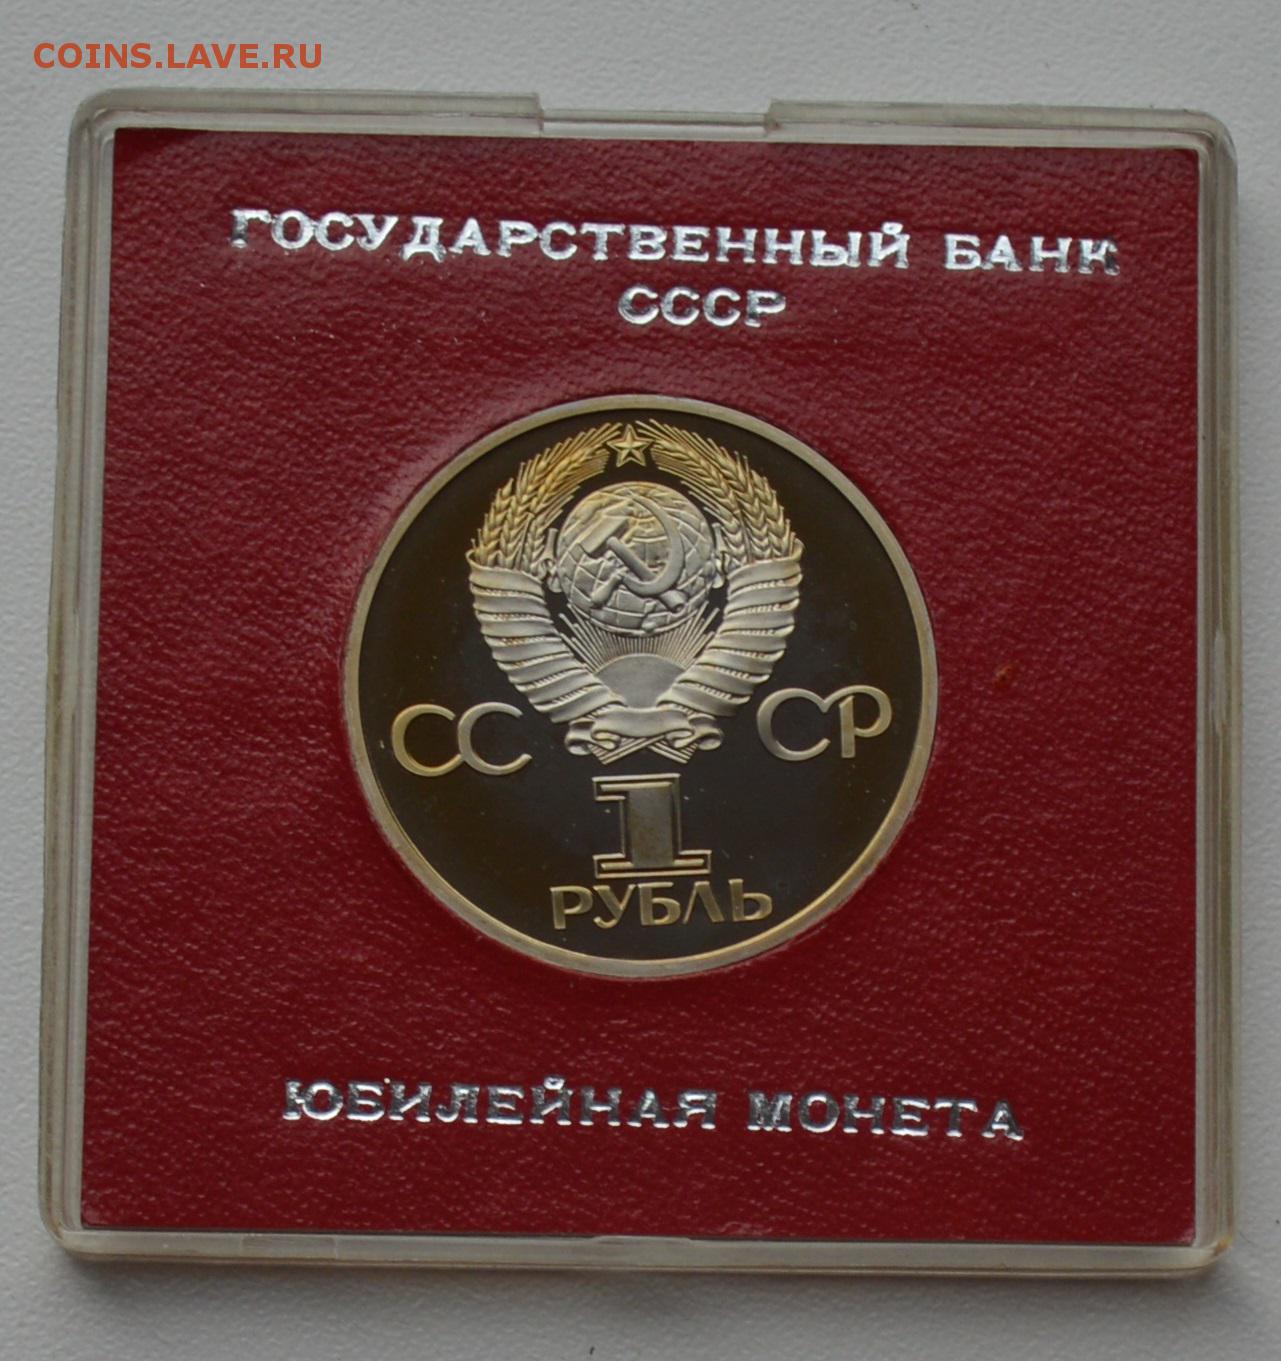 COINS.LAVE.RU
ГОСУДАРСТВЕННЫЙ БАНК
СССР
СС СР
1
РУБЛЬ
ЮБИЛЕЙНАЯ МОНЕТА